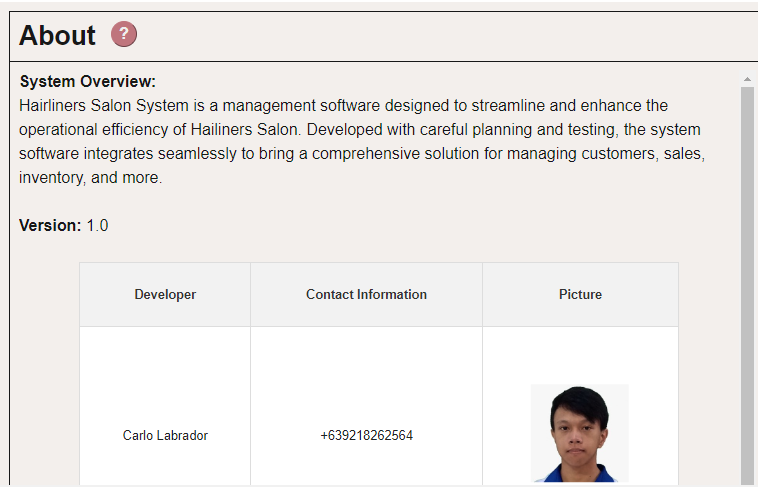 About ?
System Overview:
Hairliners Salon System is a management software designed to streamline and enhance the
operational efficiency of Hailiners Salon. Developed with careful planning and testing, the system
software integrates seamlessly to bring a comprehensive solution for managing customers, sales,
inventory, and more.
Version: 1.0
Developer Contact Information Picture
Carlo Labrador +639218262564